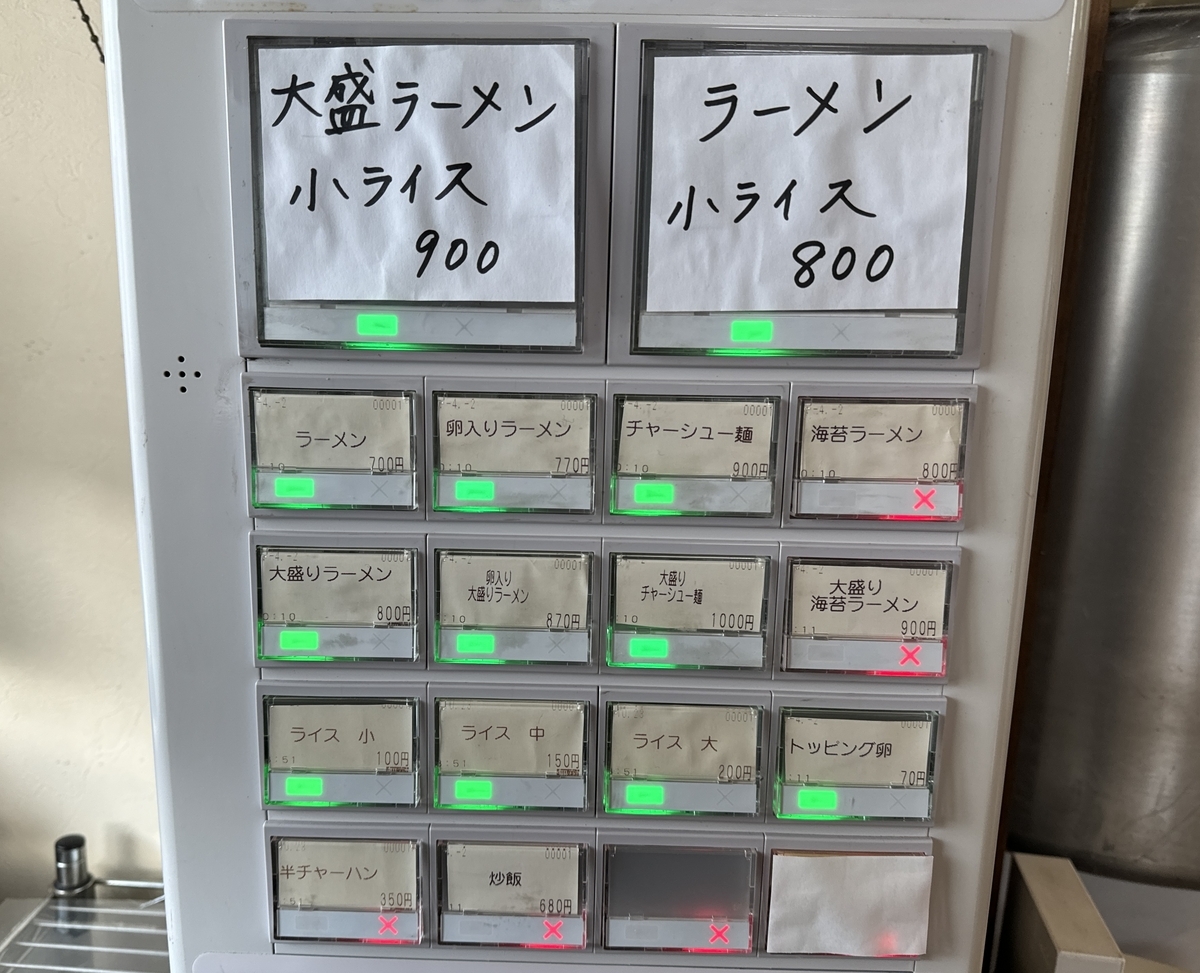 大盛ラーメン
小ライス
900
ラーメン
小ライス
800
ラーメン
700円
卵入りラーメン
770円
チャーシュー麺
900円
海苔ラーメン
800円
大盛りラーメン
800円
卵入り
大盛りラーメン
870円
大盛り
チャーシュー麺
1000円
大盛り
海苔ラーメン
900円
ライス 小
100円
ライス 中
150円
ライス 大
200円
トッピング卵
70円
半チャーハン
350円
炒飯
680円